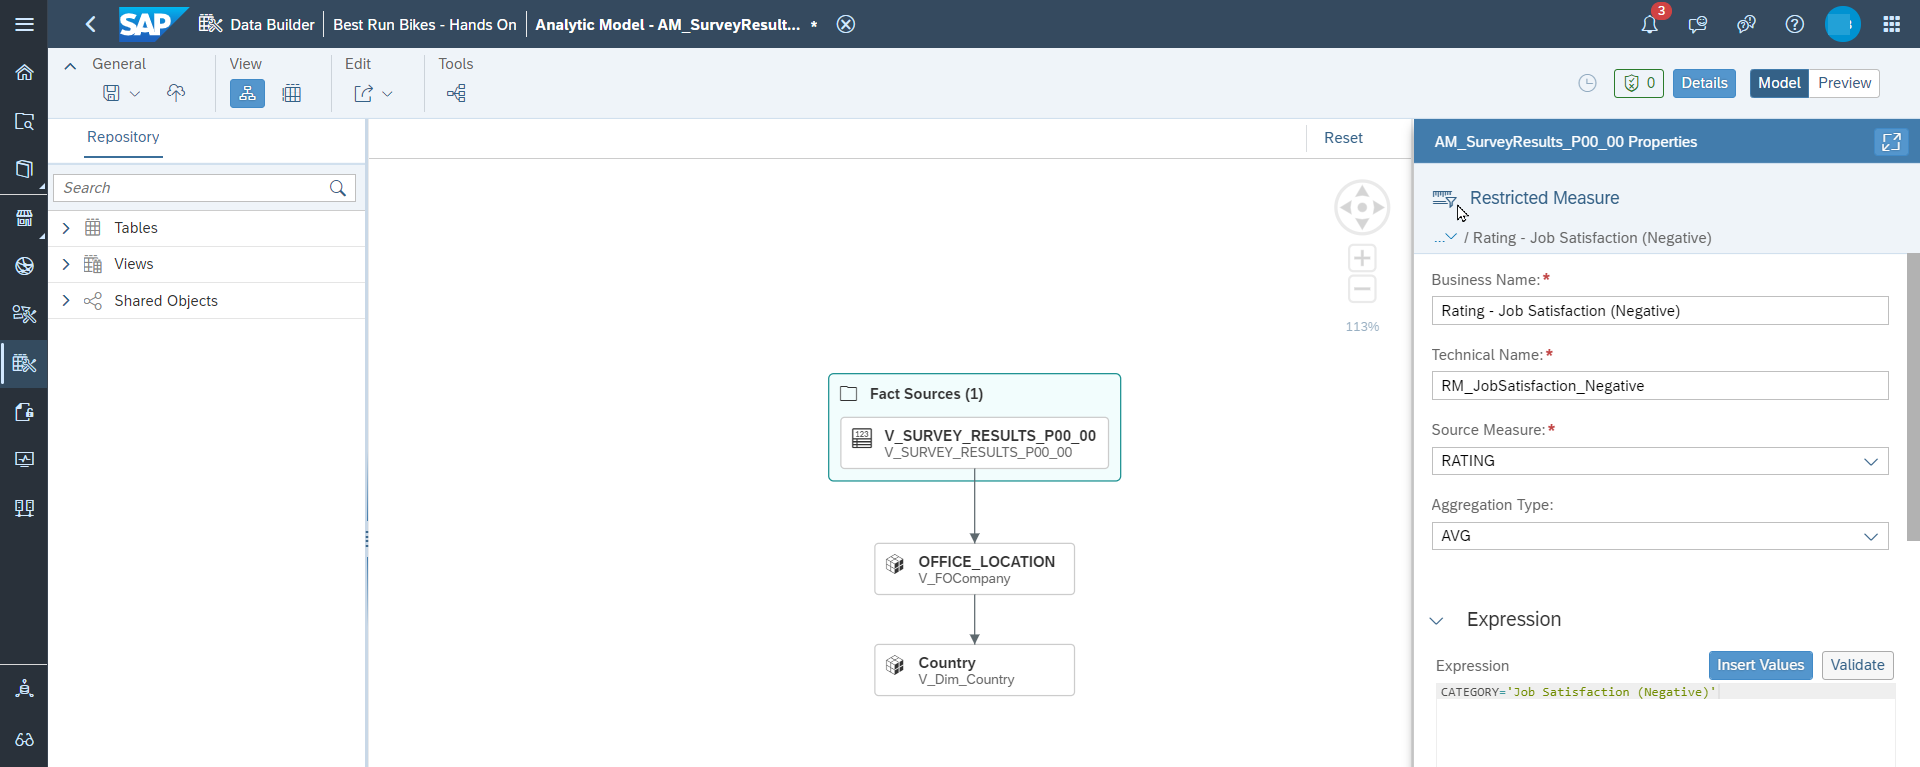 SAP
Data Builder
Best Run Bikes - Hands On
Analytic Model - AM_SurveyResult... *
3
General
View
Edit
Tools
0
Details
Model
Preview
Repository
Search
Tables
Views
Shared Objects
Reset
113%
Fact Sources (1)
123
V_SURVEY_RESULTS_P00_00
V_SURVEY_RESULTS_P00_00
OFFICE_LOCATION
V_FOCompany
Country
V_Dim_Country
AM_SurveyResults_P00_00 Properties
Restricted Measure
... / Rating - Job Satisfaction (Negative)
Business Name:*
Rating - Job Satisfaction (Negative)
Technical Name:*
RM_JobSatisfaction_Negative
Source Measure:*
RATING
Aggregation Type:
AVG
Expression
Expression
Insert Values
Validate
CATEGORY='Job Satisfaction (Negative)'